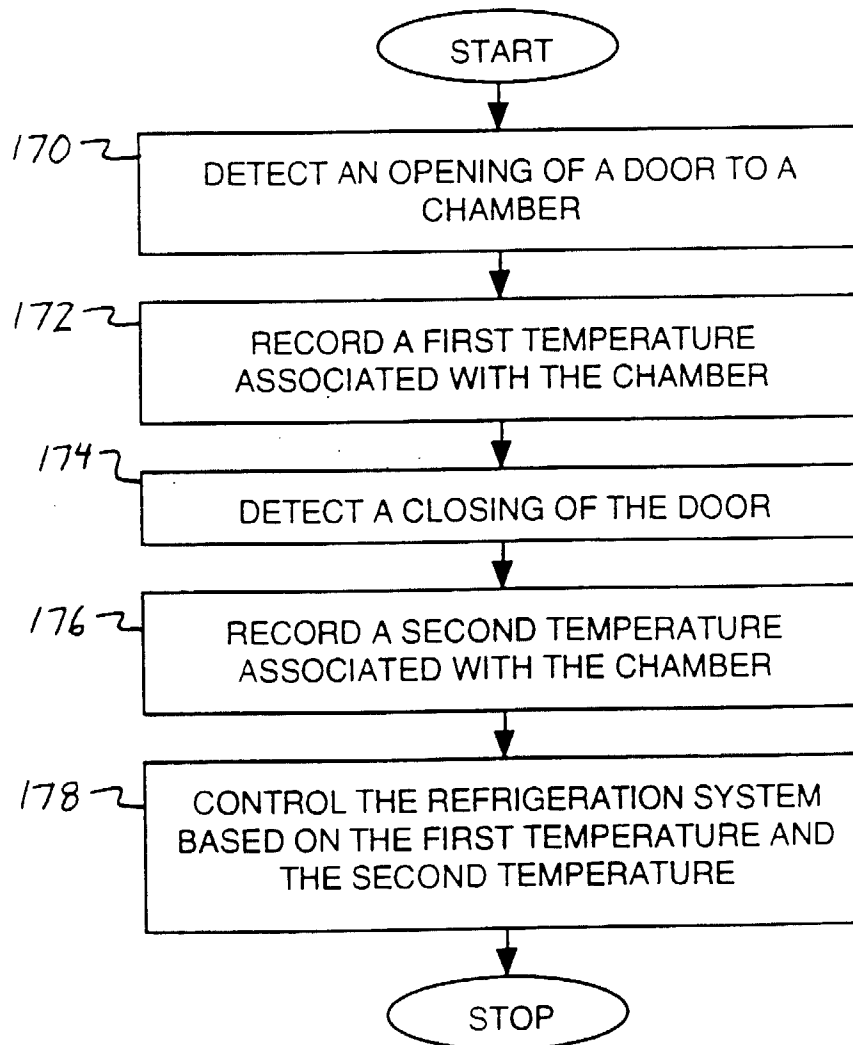 START
170
DETECT AN OPENING OF A DOOR TO A
CHAMBER
172
RECORD A FIRST TEMPERATURE
ASSOCIATED WITH THE CHAMBER
174
DETECT A CLOSING OF THE DOOR
176
RECORD A SECOND TEMPERATURE
ASSOCIATED WITH THE CHAMBER
178
CONTROL THE REFRIGERATION SYSTEM
BASED ON THE FIRST TEMPERATURE AND
THE SECOND TEMPERATURE
STOP